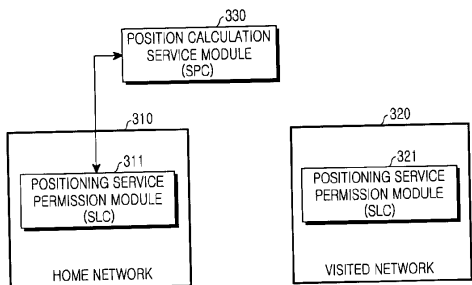 330
POSITION CALCULATION
SERVICE MODULE
(SPC)
310
311
POSITIONING SERVICE
PERMISSION MODULE
(SLC)
HOME NETWORK
320
321
POSITIONING SERVICE
PERMISSION MODULE
(SLC)
VISITED NETWORK